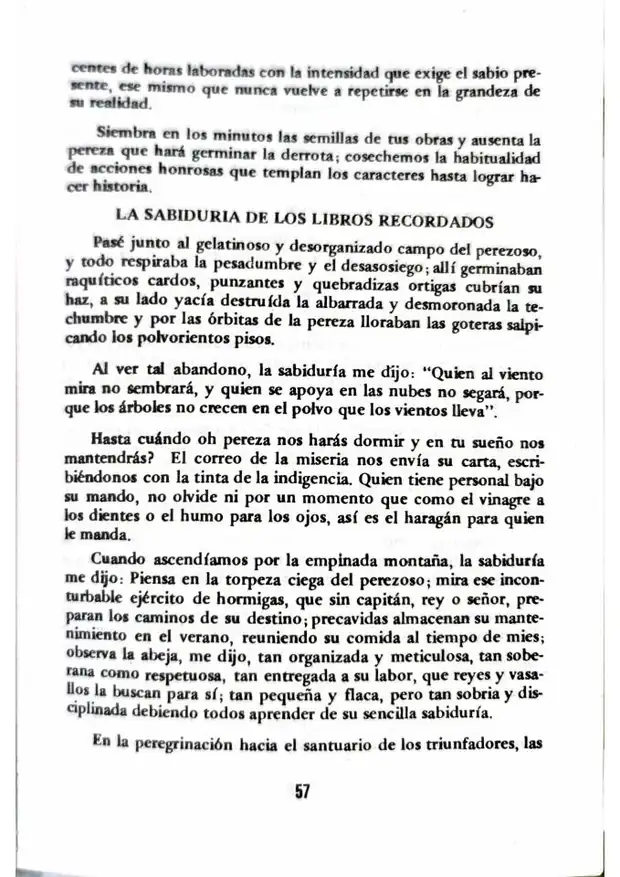 centes de horas laboradas con la intensidad que exige el sabio pre-
sente, ese mismo que nunca vuelve a repetirse en la grandeza de
su realidad.
Siembra en los minutos las semillas de tus obras y ausenta la
pereza que hará germinar la derrota; cosechemos la habitualidad
de acciones honrosas que templan los caracteres hasta lograr ha-
cer historia.
LA SABIDURIA DE LOS LIBROS RECORDADOS
Pasé junto al gelatinoso y desorganizado campo del perezoso,
y todo respiraba la pesadumbre y el desasosiego; allí germinaban
raquíticos cardos, punzantes y quebradizas ortigas cubrían su
haz, a su lado yacía destruída la albarrada y desmoronada la te-
chumbre y por las órbitas de la pereza lloraban las goteras salpi-
cando los polvorientos pisos.
Al ver tal abandono, la sabiduría me dijo: “Quien al viento
mira no sembrará, y quien se apoya en las nubes no segará, por-
que los árboles no crecen en el polvo que los vientos lleva”.
Hasta cuándo oh pereza nos harás dormir y en tu sueño nos
mantendrás? El correo de la miseria nos envía su carta, escri-
biéndonos con la tinta de la indigencia. Quien tiene personal bajo
su mando, no olvide ni por un momento que como el vinagre a
los dientes o el humo para los ojos, así es el haragán para quien
le manda.
Cuando ascendíamos por la empinada montaña, la sabiduría
me dijo: Piensa en la torpeza ciega del perezoso; mira ese incon-
turbable ejército de hormigas, que sin capitán, rey o señor, pre-
paran los caminos de su destino; precavidas almacenan su mante-
nimiento en el verano, reuniendo su comida al tiempo de mies;
observa la abeja, me dijo, tan organizada y meticulosa, tan sobe-
rana como respetuosa, tan entregada a su labor, que reyes y vasa-
llos la buscan para sí; tan pequeña y flaca, pero tan sobria y dis-
ciplinada debiendo todos aprender de su sencilla sabiduría.
En la peregrinación hacia el santuario de los triunfadores, las
57